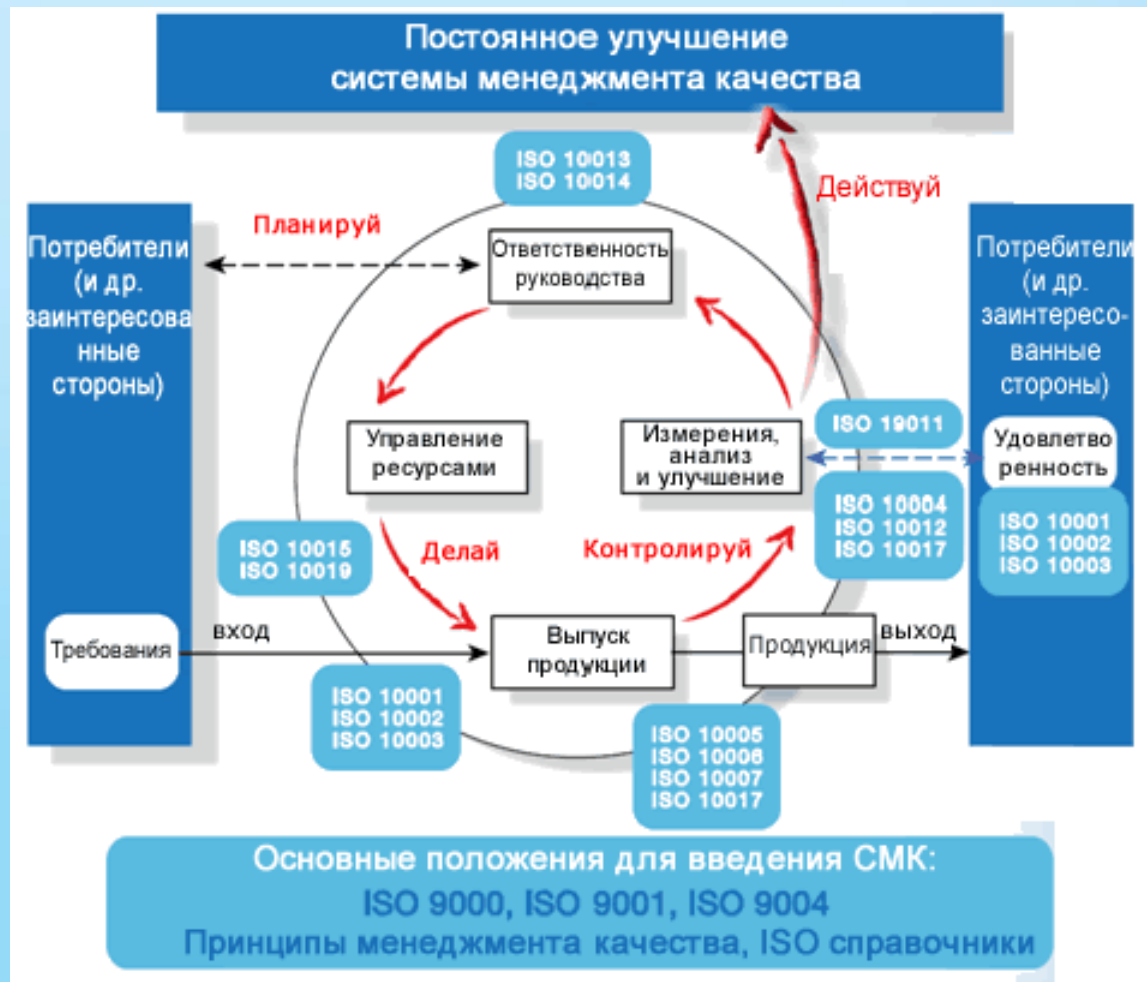 Постоянное улучшение
системы менеджмента качества
ISO 10013
ISO 10014
Действуй
Планируй
Потребители
(и др.
заинтересова
нные
стороны)
Ответственность
руководства
Потребители
(и др.
заинтересо-
ванные
стороны)
Управление
ресурсами
Измерения,
анализ
и улучшение
ISO 19011
Удовлетво
ренность
ISO 10004
ISO 10012
ISO 10017
ISO 10001
ISO 10002
ISO 10003
ISO 10015
ISO 10019
Делай
Контролируй
Требования
вход
Выпуск
продукции
Продукция
выход
ISO 10001
ISO 10002
ISO 10003
ISO 10005
ISO 10006
ISO 10007
ISO 10017
Основные положения для введения СМК:
ISO 9000, ISO 9001, ISO 9004
Принципы менеджмента качества, ISO справочники